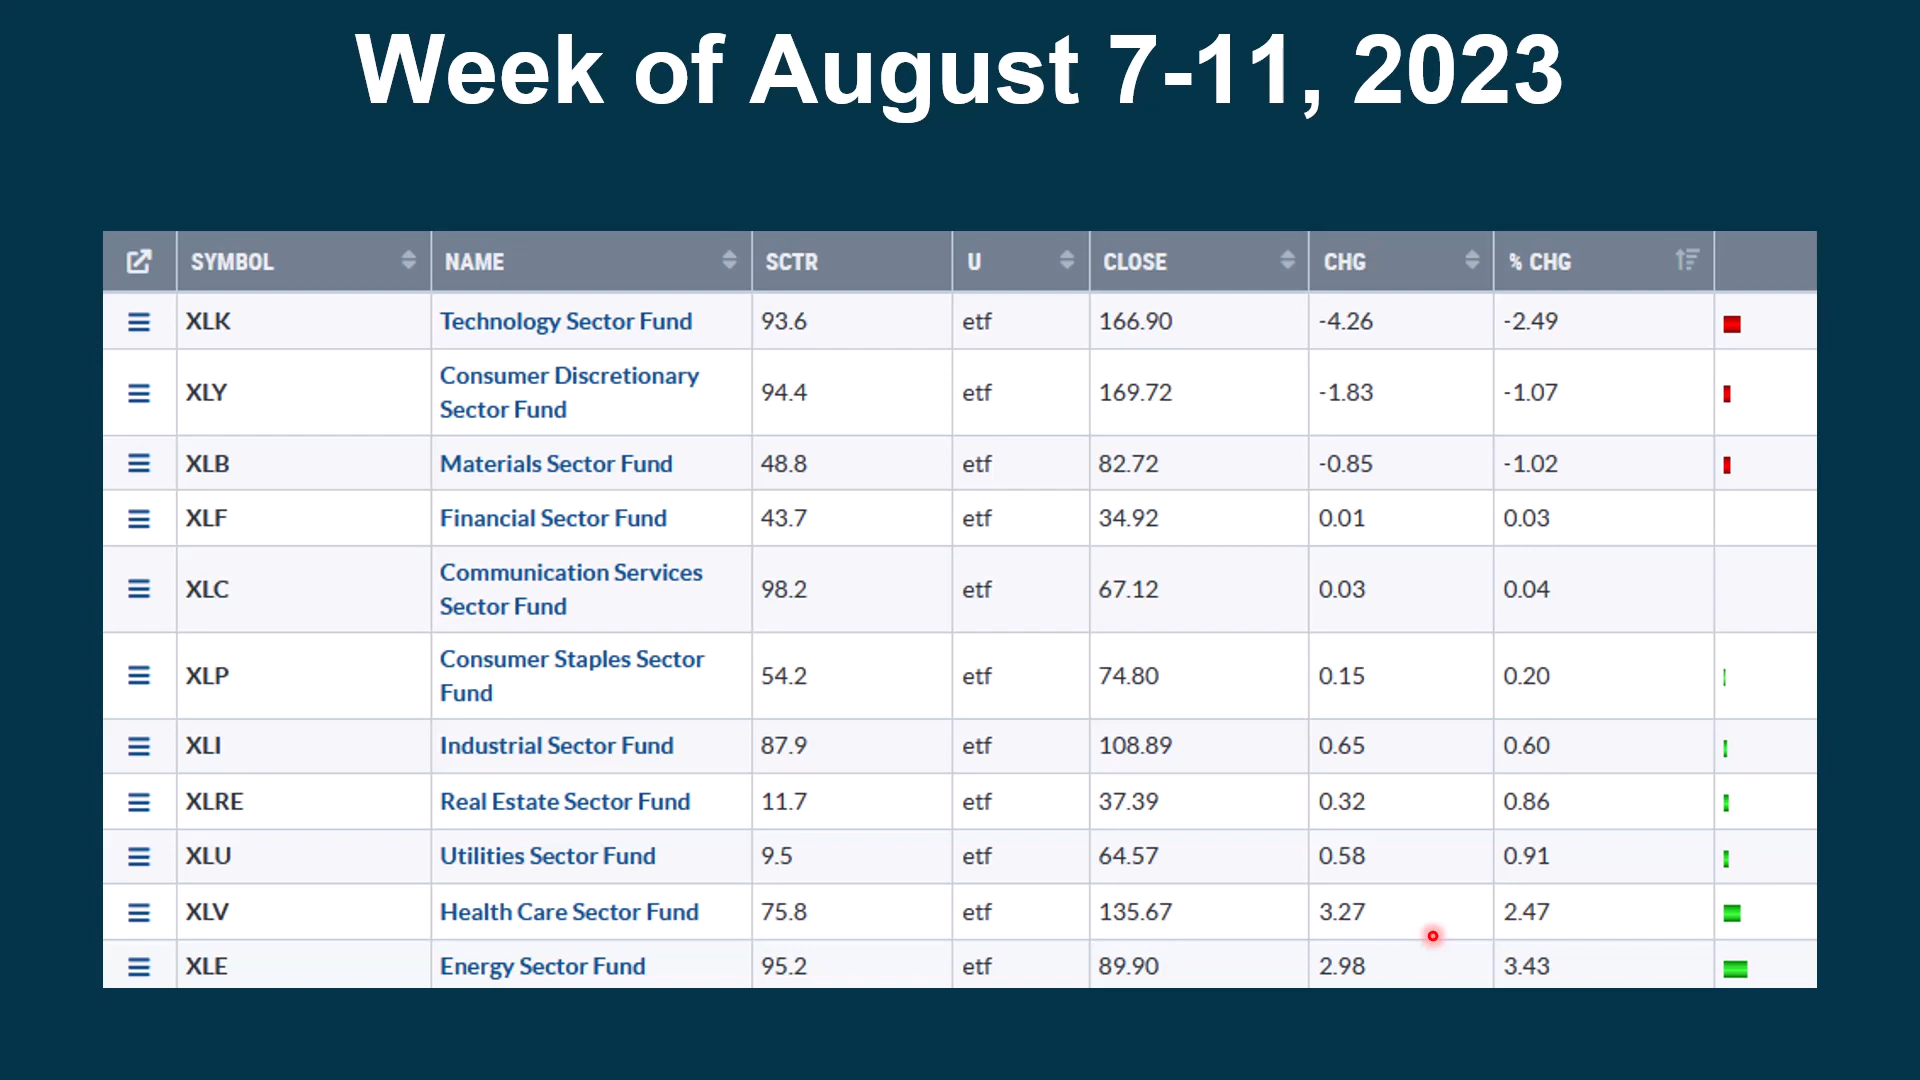 Week of August 7-11, 2023
SYMBOL NAME SCTR U CLOSE CHG % CHG
XLK Technology Sector Fund 93.6 etf 166.90 -4.26 -2.49
XLY Consumer Discretionary Sector Fund 94.4 etf 169.72 -1.83 -1.07
XLB Materials Sector Fund 48.8 etf 82.72 -0.85 -1.02
XLF Financial Sector Fund 43.7 etf 34.92 0.01 0.03
XLC Communication Services Sector Fund 98.2 etf 67.12 0.03 0.04
XLP Consumer Staples Sector Fund 54.2 etf 74.80 0.15 0.20
XLI Industrial Sector Fund 87.9 etf 108.89 0.65 0.60
XLRE Real Estate Sector Fund 11.7 etf 37.39 0.32 0.86
XLU Utilities Sector Fund 9.5 etf 64.57 0.58 0.91
XLV Health Care Sector Fund 75.8 etf 135.67 3.27 2.47
XLE Energy Sector Fund 95.2 etf 89.90 2.98 3.43